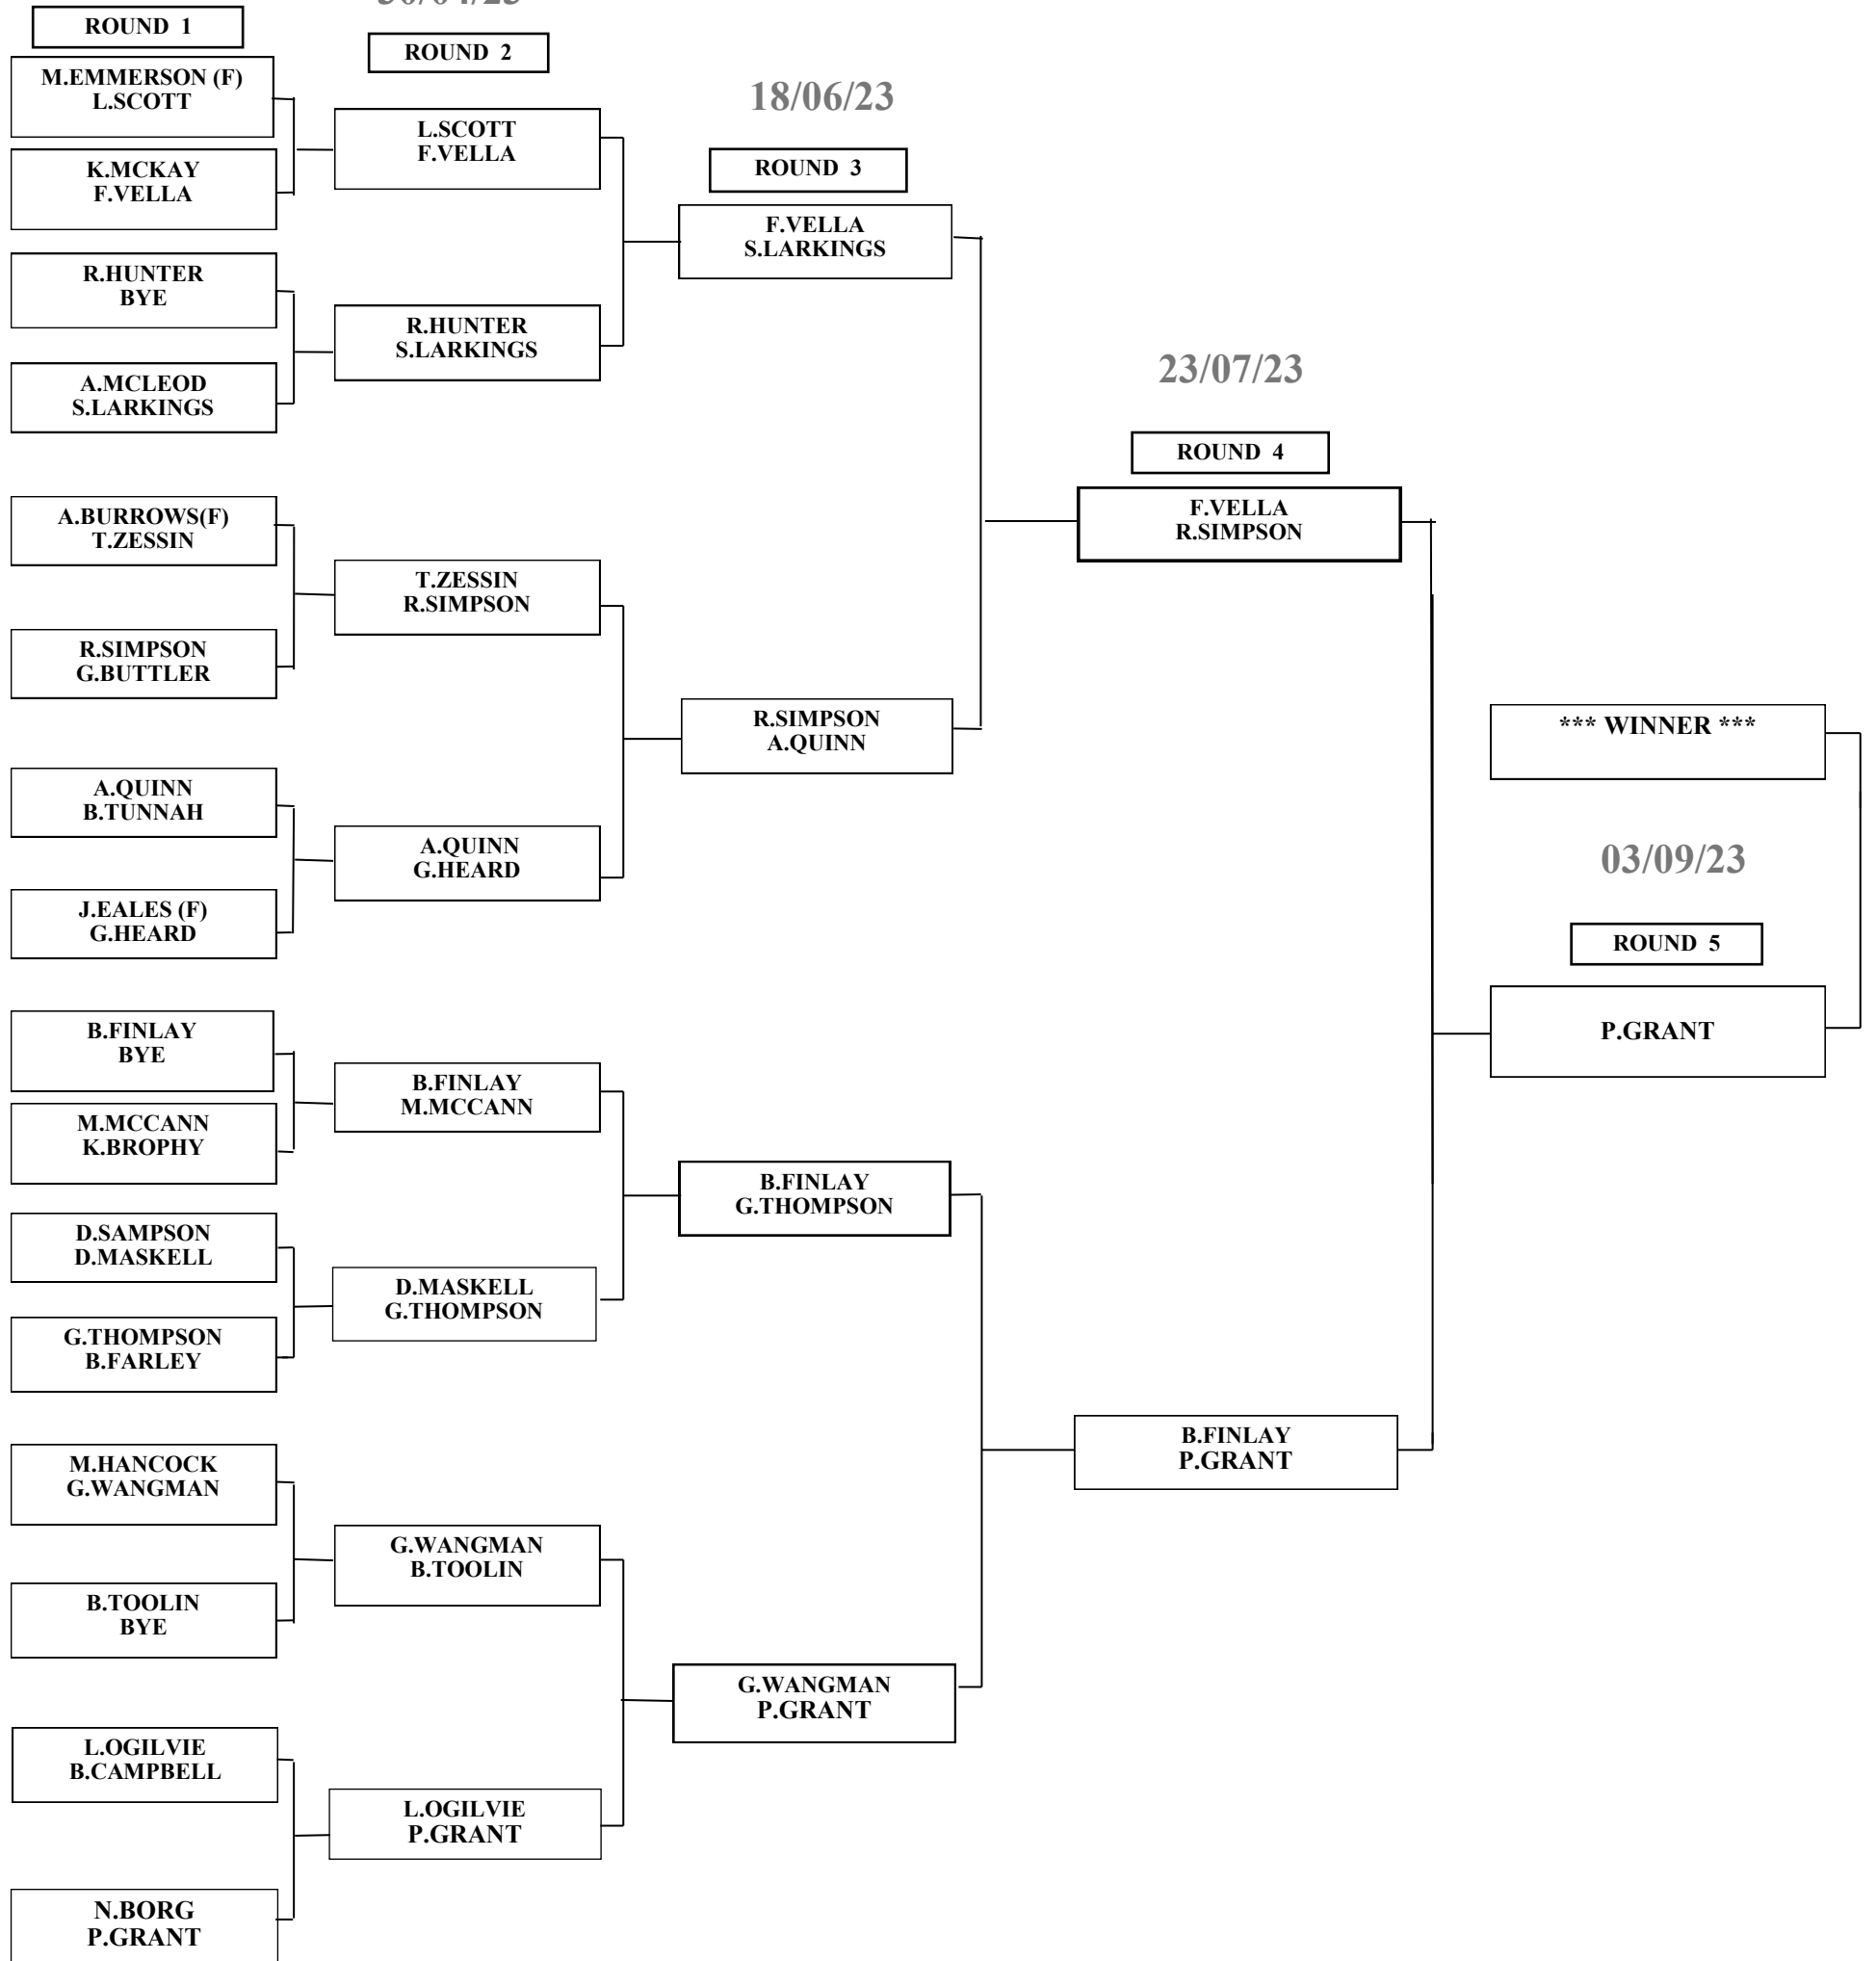 ROUND 1
M.EMMERSON (F)
L.SCOTT
K.MCKAY
F.VELLA
R.HUNTER
BYE
A.MCLEOD
S.LARKINGS
A.BURROWS(F)
T.ZESSIN
R.SIMPSON
G.BUTTLER
A.QUINN
B.TUNNAH
J.EALES (F)
G.HEARD
B.FINLAY
BYE
M.MCCANN
K.BROPHY
D.SAMPSON
D.MASKELL
G.THOMPSON
B.FARLEY
M.HANCOCK
G.WANGMAN
B.TOOLIN
BYE
L.OGILVIE
B.CAMPBELL
N.BORG
P.GRANT
ROUND 2
L.SCOTT
F.VELLA
R.HUNTER
S.LARKINGS
T.ZESSIN
R.SIMPSON
A.QUINN
G.HEARD
B.FINLAY
M.MCCANN
D.MASKELL
G.THOMPSON
G.WANGMAN
B.TOOLIN
L.OGILVIE
P.GRANT
18/06/23
ROUND 3
F.VELLA
S.LARKINGS
R.SIMPSON
A.QUINN
B.FINLAY
G.THOMPSON
G.WANGMAN
P.GRANT
23/07/23
ROUND 4
F.VELLA
R.SIMPSON
B.FINLAY
P.GRANT
*** WINNER ***
03/09/23
ROUND 5
P.GRANT